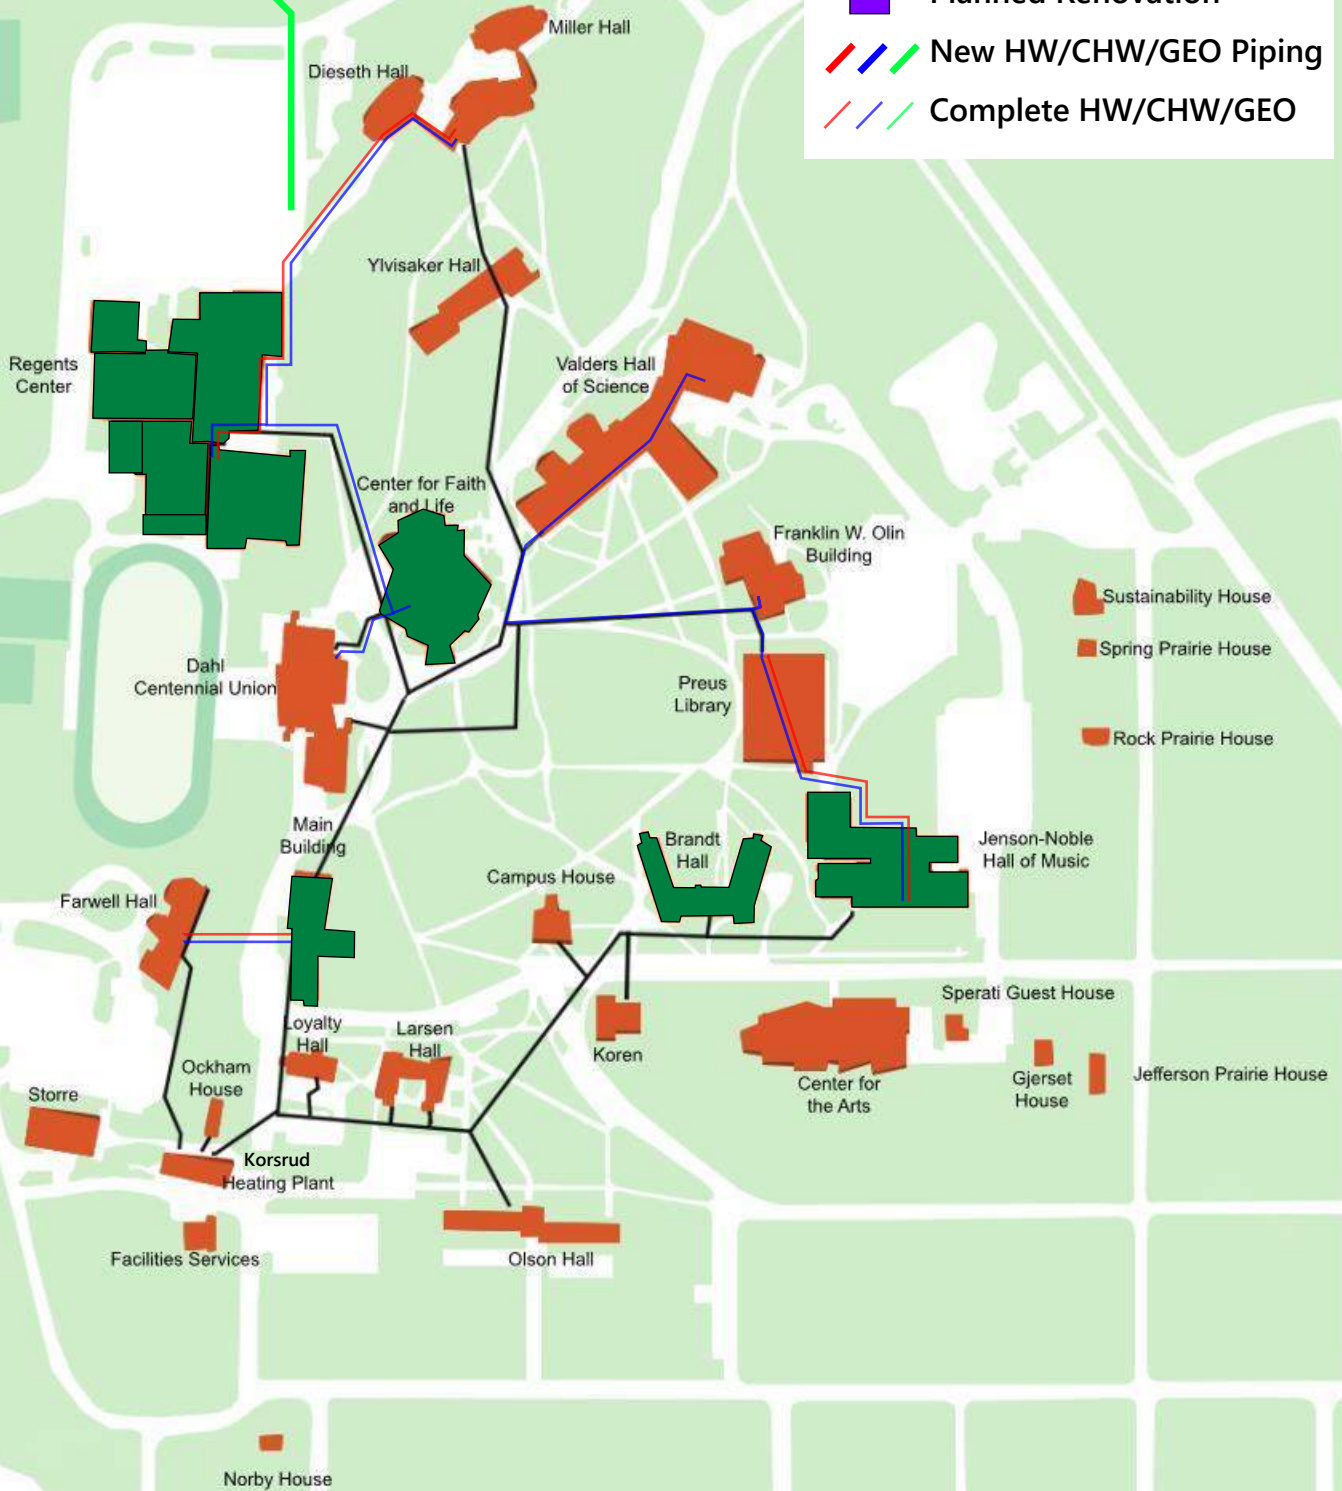 Planned Renovation
New HW/CHW/GEO Piping
Complete HW/CHW/GEO
Miller Hall
Dieseth Hall
Ylvisaker Hall
Regents
Center
Valders Hall
of Science
Center for Faith
and Life
Franklin W. Olin
Building
Sustainability House
Spring Prairie House
Dahl
Centennial Union
Preus
Library
Rock Prairie House
Main
Building
Brandt
Hall
Jenson-Noble
Hall of Music
Campus House
Farwell Hall
Sperati Guest House
Loyalty
Hall
Larsen
Hall
Koren
Ockham
House
Center for
the Arts
Gjerset
House
Jefferson Prairie House
Storre
Korsrud
Heating Plant
Facilities Services
Olson Hall
Norby House